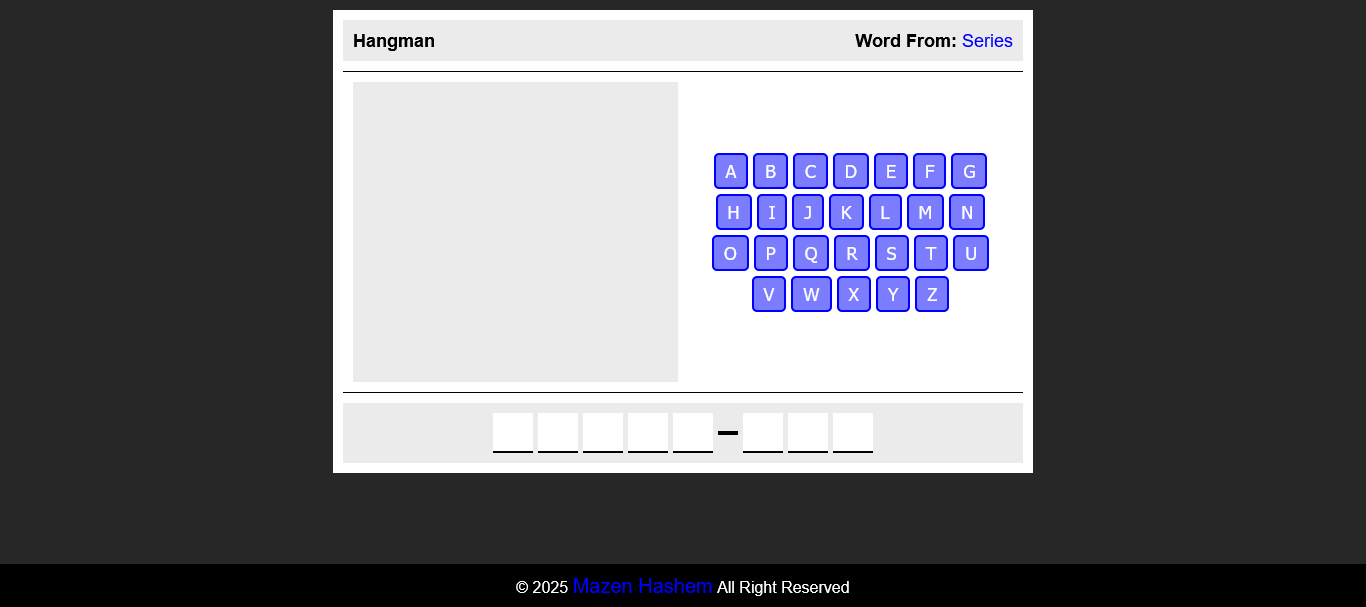 Hangman Word From: Series
A B C D E F G
H I J K L M N
O P Q R S T U
V W X Y Z
© 2025 Mazen Hashem All Right Reserved